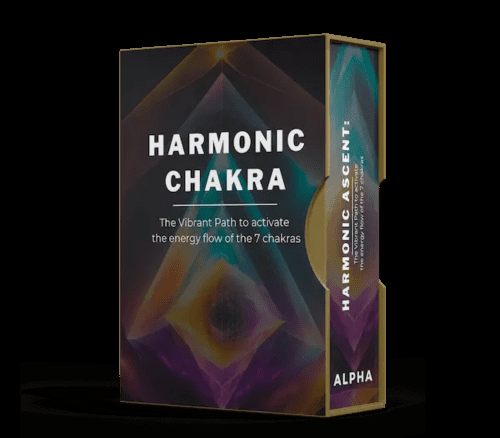 HARMONIC
CHAKRA
The Vibrant Path to activate
the energy flow of the 7 chakras
HARMONIC ASCENT:
The Vibrant Path to activate
the energy flow of the 7 chakras
ALPHA